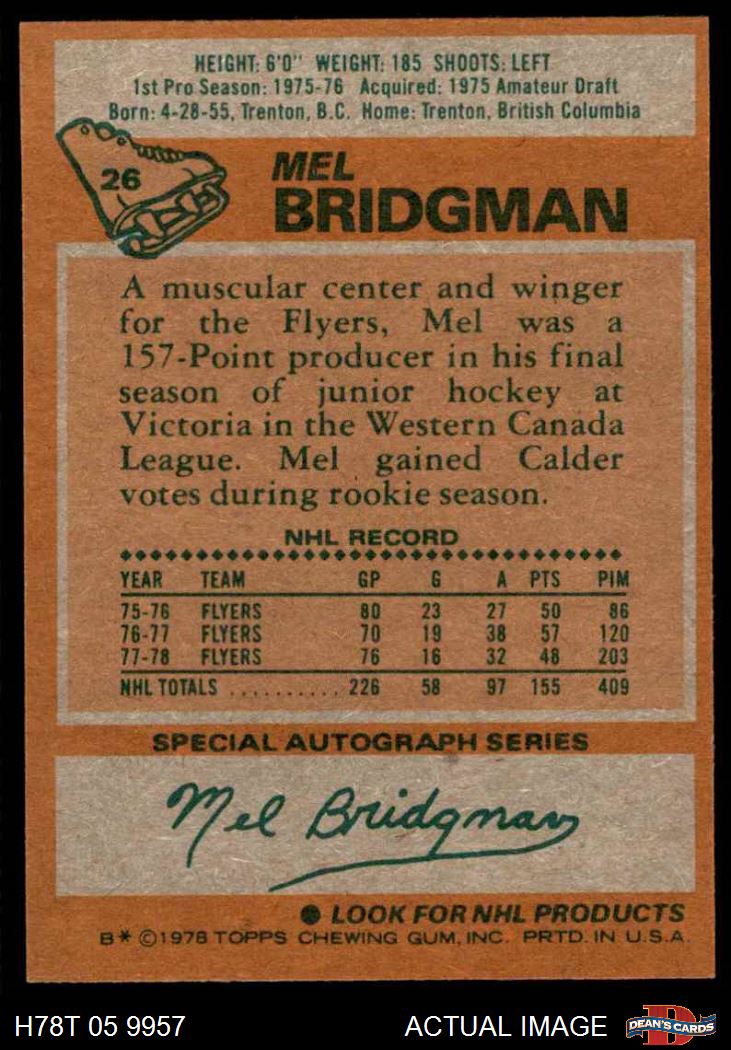 HEIGHT: 6'0" WEIGHT: 185 SHOOTS: LEFT
1st Pro Season: 1975-76 Acquired: 1975 Amateur Draft
Born: 4-28-55, Trenton, B.C. Home: Trenton, British Columbia
26
MEL
BRIDGMAN
A muscular center and winger
for the Flyers, Mel was a
157-Point producer in his final
season of junior hockey at
Victoria in the Western Canada
League. Mel gained Calder
votes during rookie season.
NHL RECORD
YEAR TEAM GP G A PTS PIM
75-76 FLYERS 80 23 27 50 86
76-77 FLYERS 70 19 38 57 120
77-78 FLYERS 76 16 32 48 203
NHL TOTALS .......... 226 58 97 155 409
SPECIAL AUTOGRAPH SERIES
Mel Bridgman
● LOOK FOR NHL PRODUCTS
B* ©1978 TOPPS CHEWING GUM, INC. PRTD. IN U.S.A.
H78T 05 9957 ACTUAL IMAGE DEAN'S CARDS